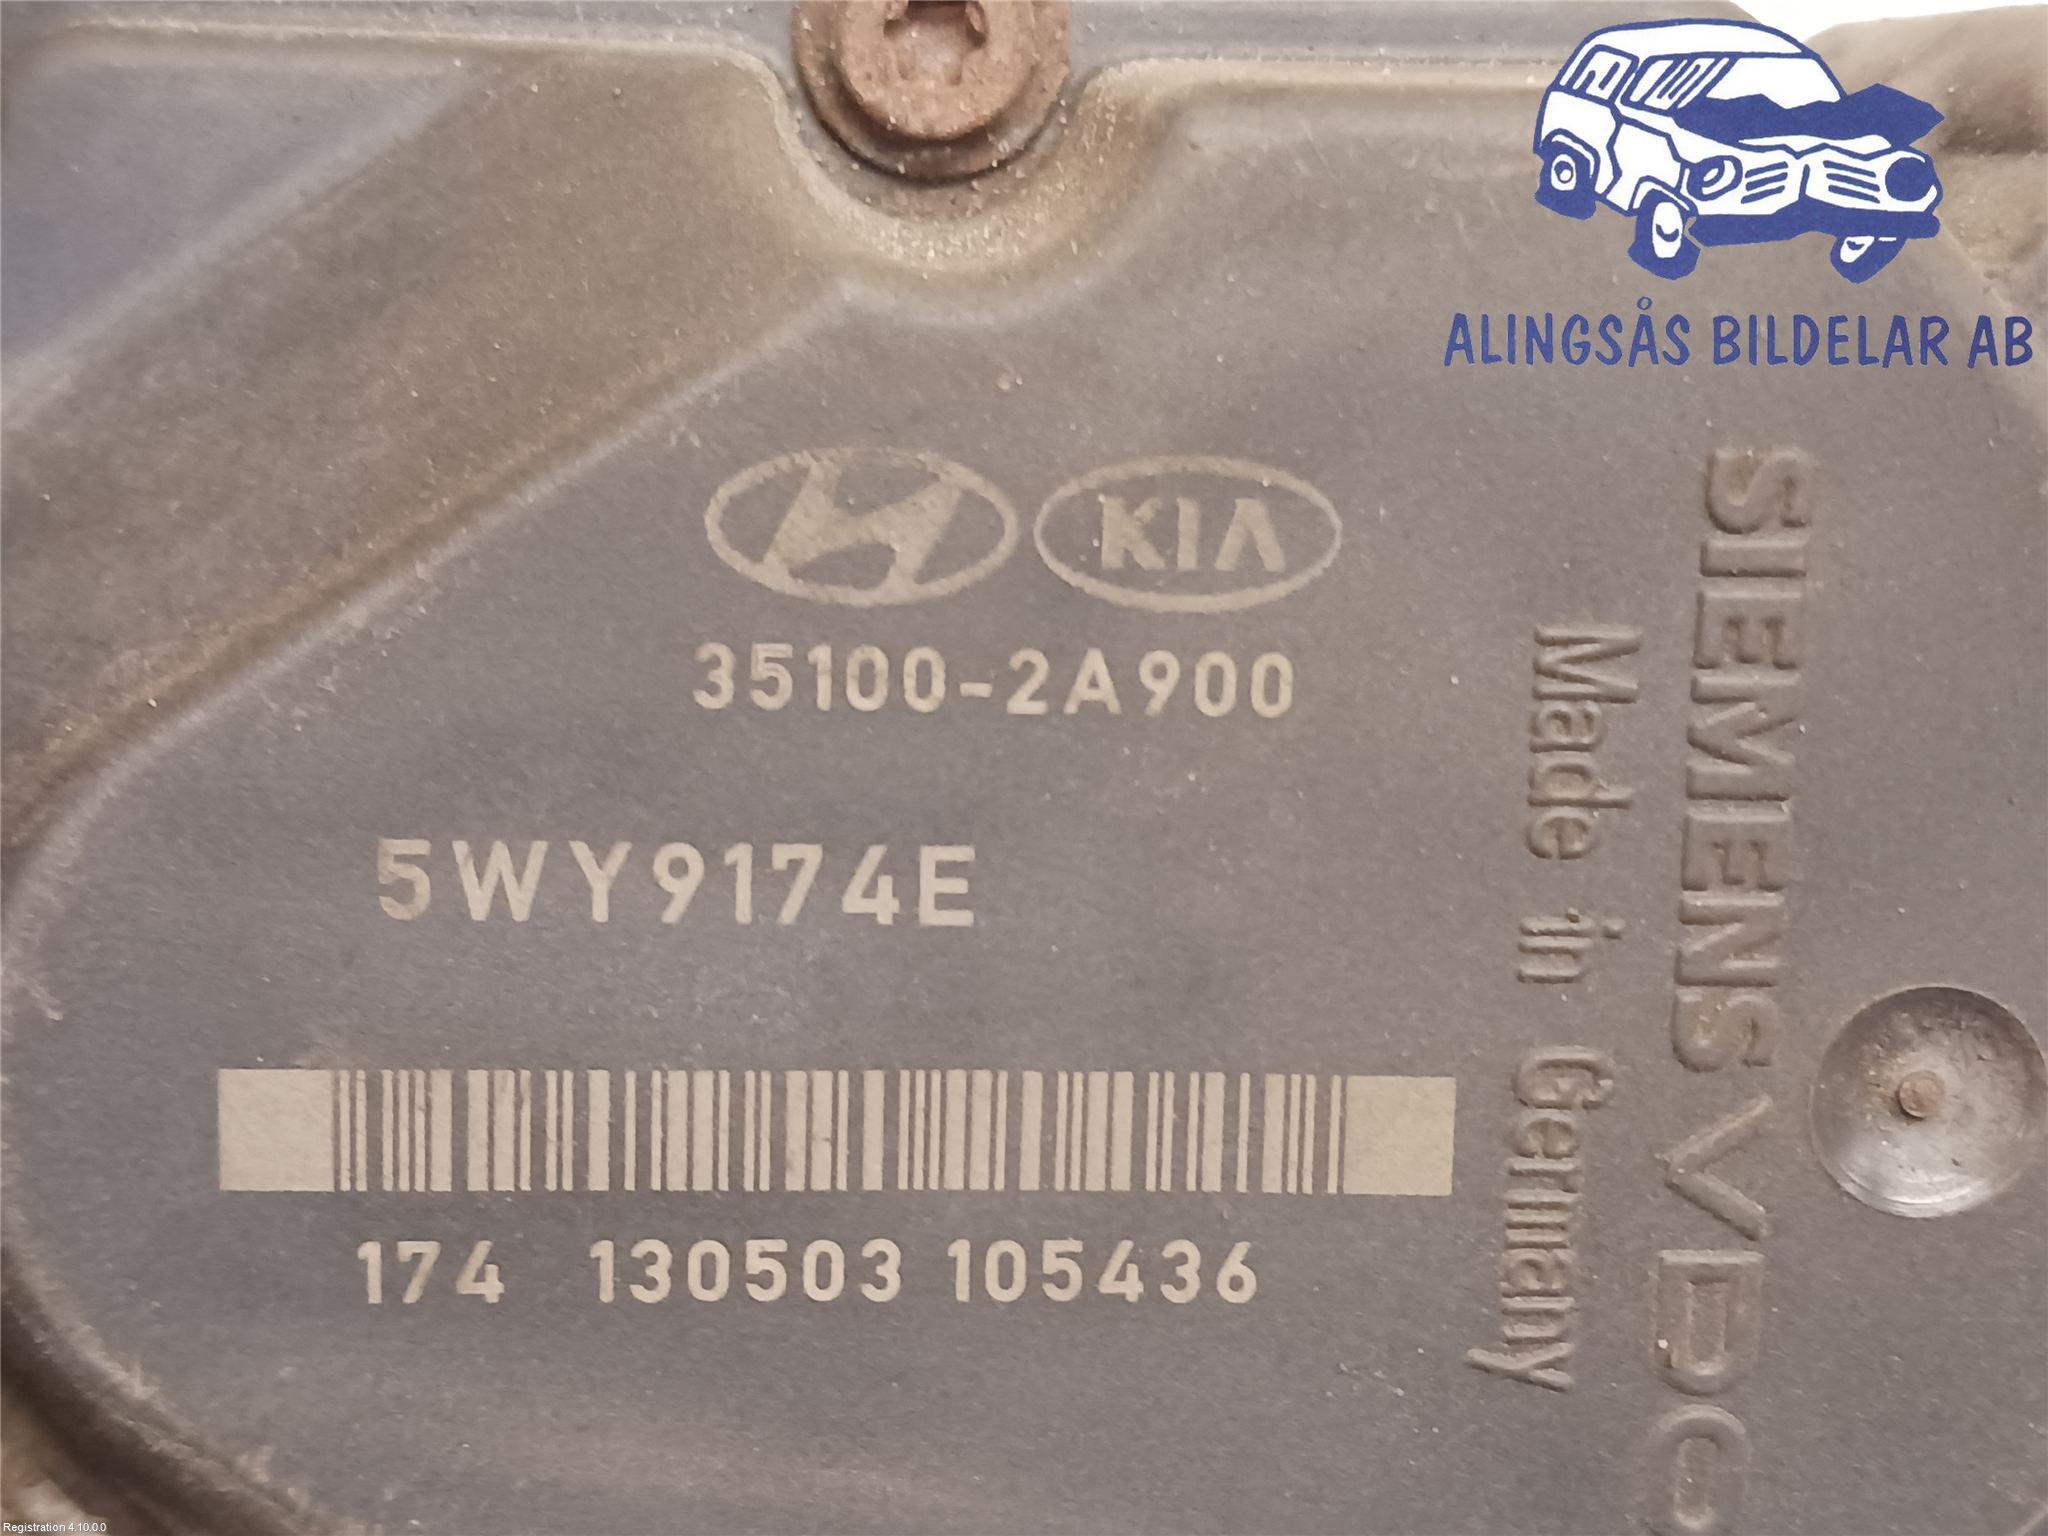 ALINGSÅS BILDELAR AB
KIA
35100-2A900
5WY9174E
174 130503 105436
Made in Germany
SIEMENS VDO
Registration 4.10.0.0